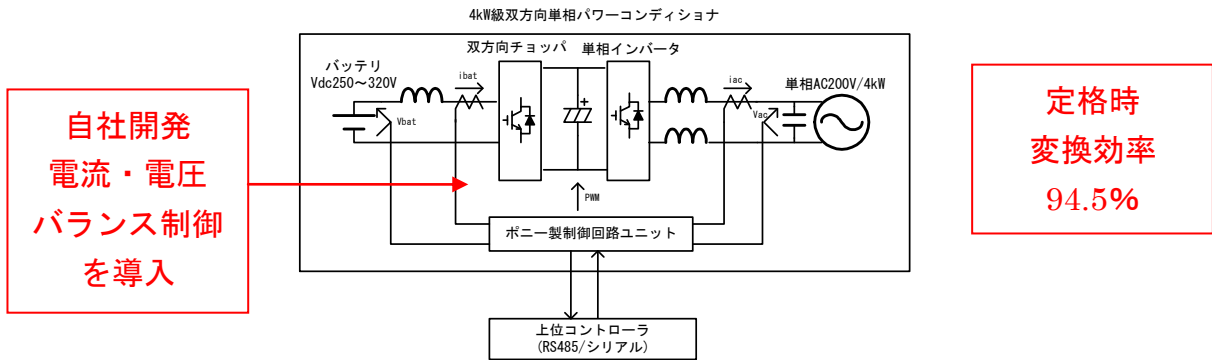 4kW級双方向単相パワーコンディショナ
双方向チョッパ 単相インバータ
バッテリ
Vdc250～320V
ibat
iac
単相AC200V/4kW
Vbat
Vac
+
PWM
ポニー製制御回路ユニット
上位コントローラ
(RS485/シリアル)
自社開発
電流・電圧
バランス制御
を導入
定格時
変換効率
94.5%